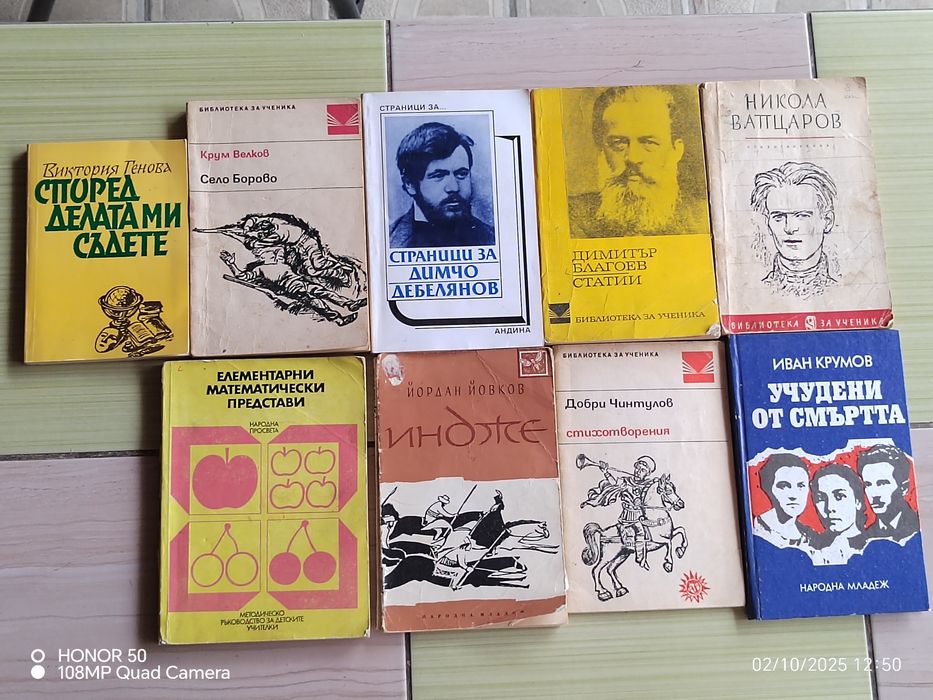 Виктория Генова
СПОРЕД
ДЕЛАТА МИ
СЪДЕТЕ
БИБЛИОТЕКА ЗА УЧЕНИКА
Крум Велков
Село Борово
СТРАНИЦИ ЗА...
СТРАНИЦИ ЗА
ДИМЧО
ДЕБЕЛЯНОВ
АНДИНА
ДИМИТЪР
БЛАГОЕВ
СТАТИИ
БИБЛИОТЕКА ЗА УЧЕНИКА
НИКОЛА
ВАПЦАРОВ
БИБЛИОТЕКА ЗА УЧЕНИКА
ЕЛЕМЕНТАРНИ
МАТЕМАТИЧЕСКИ
ПРЕДСТАВИ
НАРОДНА
ПРОСВЕТА
МЕТОДИЧЕСКО
РЪКОВОДСТВО ЗА ДЕТСКИТЕ
УЧИТЕЛКИ
ЙОРДАН ЙОВКОВ
ИНДЖЕ
НАРОДНА МЛАДЕЖ
БИБЛИОТЕКА ЗА УЧЕНИКА
Добри Чинтулов
стихотворения
ИВАН КРУМОВ
УЧУДЕНИ
ОТ СМЪРТТА
НАРОДНА МЛАДЕЖ
HONOR 50
108MP Quad Camera
02/10/2025 12:50